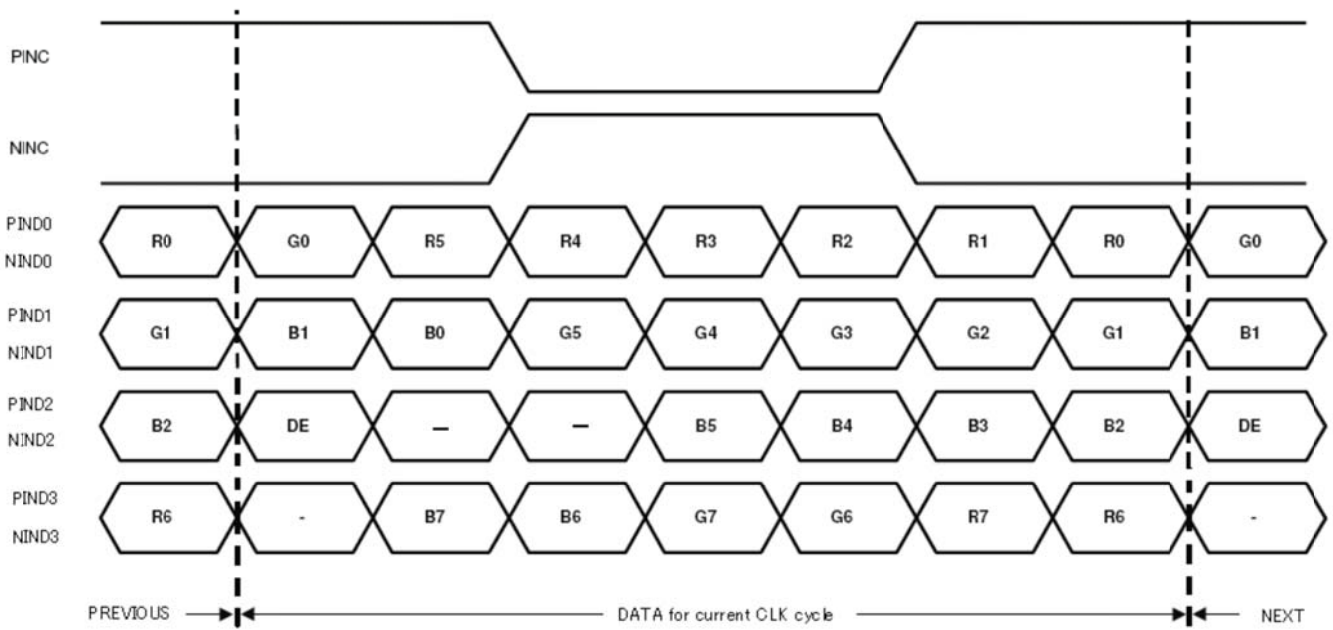 PINC
NINC
PIND0
NIND0
R0 G0 R5 R4 R3 R2 R1 R0 G0
PIND1
NIND1
G1 B1 B0 G5 G4 G3 G2 G1 B1
PIND2
NIND2
B2 DE — — B5 B4 B3 B2 DE
PIND3
NIND3
R6 - B7 B6 G7 G6 R7 R6 -
PREVIOUS DATA for current CLK cycle NEXT